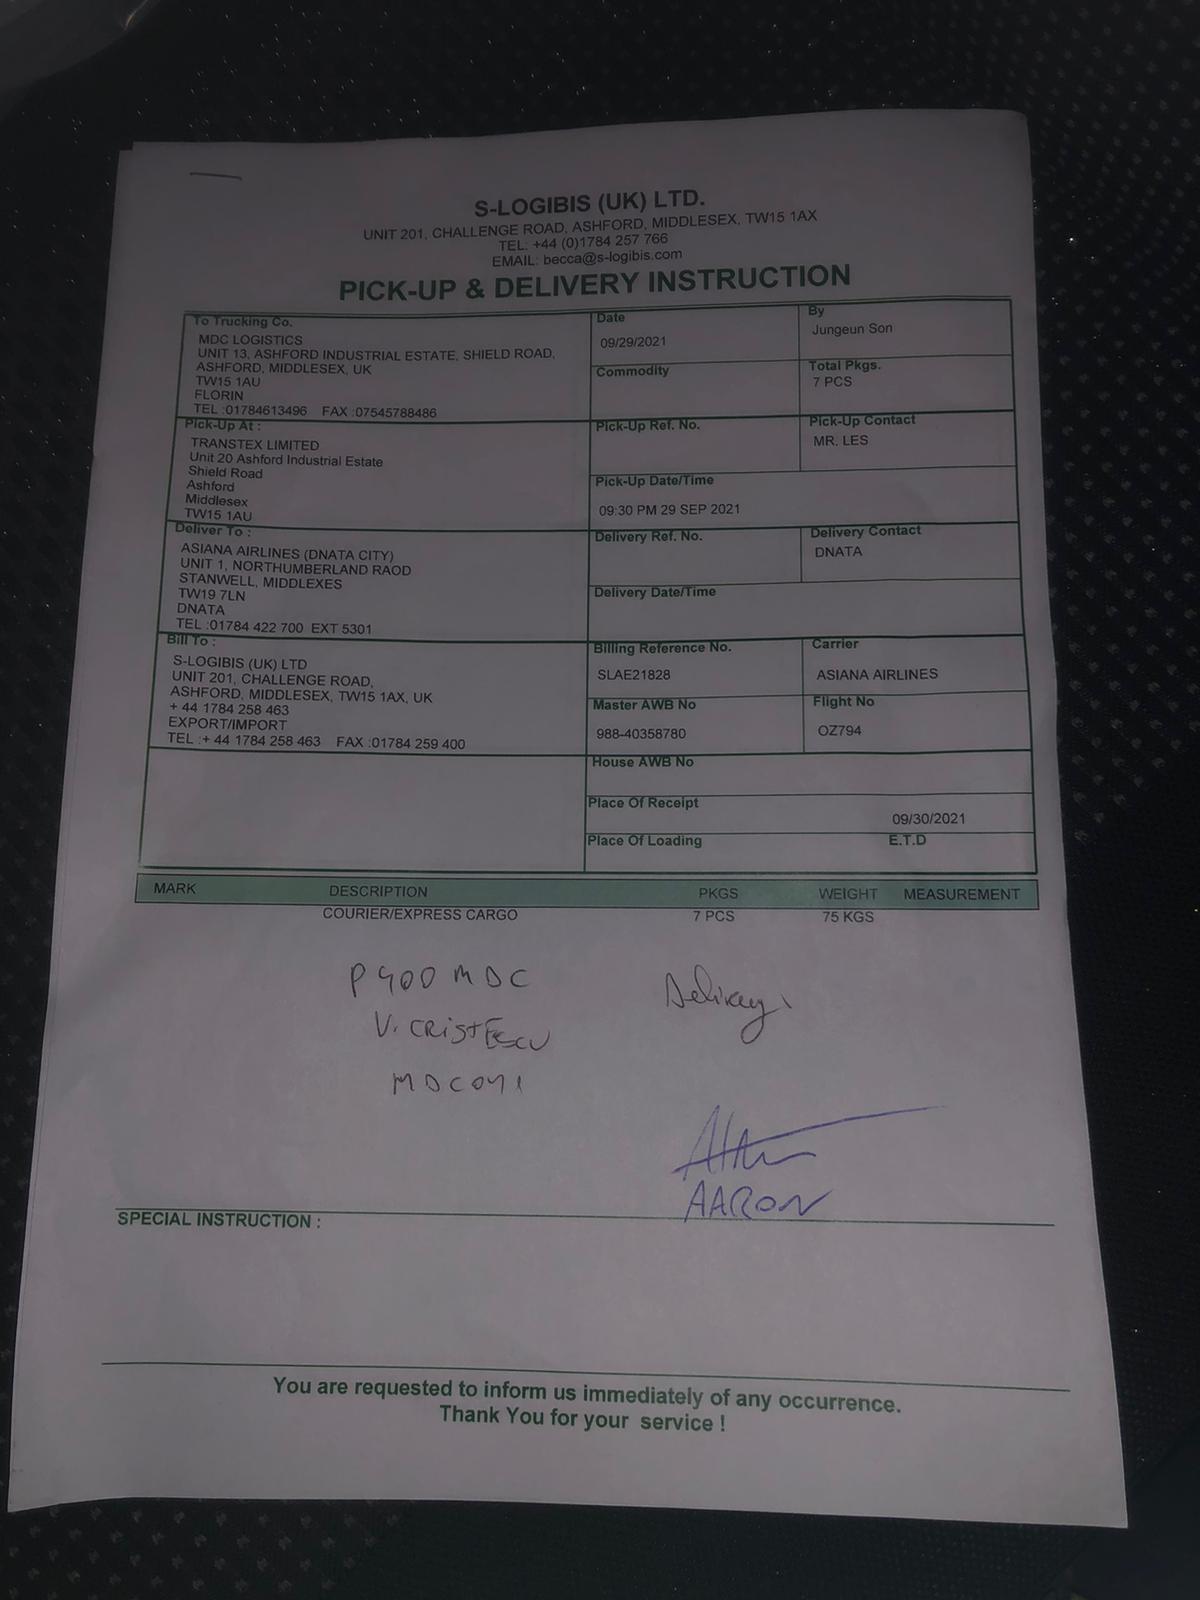 S-LOGIBIS (UK) LTD.
UNIT 201, CHALLENGE ROAD, ASHFORD, MIDDLESEX, TW15 1AX
TEL: +44 (0)1784 257 766
EMAIL: becca@s-logibis.com
PICK-UP & DELIVERY INSTRUCTION
To Trucking Co.
MDC LOGISTICS
UNIT 13, ASHFORD INDUSTRIAL ESTATE, SHIELD ROAD,
ASHFORD, MIDDLESEX, UK
TW15 1AU
FLORIN
TEL :01784613496 FAX :07545788486
Date
09/29/2021
By
Jungeun Son
Commodity
Total Pkgs.
7 PCS
Pick-Up At :
TRANSTEX LIMITED
Unit 20 Ashford Industrial Estate
Shield Road
Ashford
Middlesex
TW15 1AU
Pick-Up Ref. No.
Pick-Up Contact
MR. LES
Pick-Up Date/Time
09:30 PM 29 SEP 2021
Deliver To :
ASIANA AIRLINES (DNATA CITY)
UNIT 1, NORTHUMBERLAND RAOD
STANWELL, MIDDLEXES
TW19 7LN
DNATA
TEL :01784 422 700 EXT 5301
Delivery Ref. No.
Delivery Contact
DNATA
Delivery Date/Time
Bill To :
S-LOGIBIS (UK) LTD
UNIT 201, CHALLENGE ROAD,
ASHFORD, MIDDLESEX, TW15 1AX, UK
+ 44 1784 258 463
EXPORT/IMPORT
TEL :+ 44 1784 258 463 FAX :01784 259 400
Billing Reference No.
SLAE21828
Carrier
ASIANA AIRLINES
Master AWB No
988-40358780
Flight No
OZ794
House AWB No
Place Of Receipt
09/30/2021
Place Of Loading E.T.D
MARK DESCRIPTION PKGS WEIGHT MEASUREMENT
COURIER/EXPRESS CARGO 7 PCS 75 KGS
P400 MDC
Delivery
V. CRISTESCU
MDC041
AARON
SPECIAL INSTRUCTION :
You are requested to inform us immediately of any occurrence.
Thank You for your service !